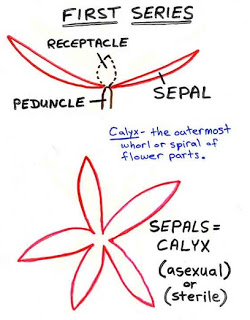 FIRST SERIES
RECEPTACLE
PEDUNCLE
SEPAL
Calyx - the outermost
whorl or spiral of
flower parts.
SEPALS =
CALYX
(asexual)
or
(sterile)